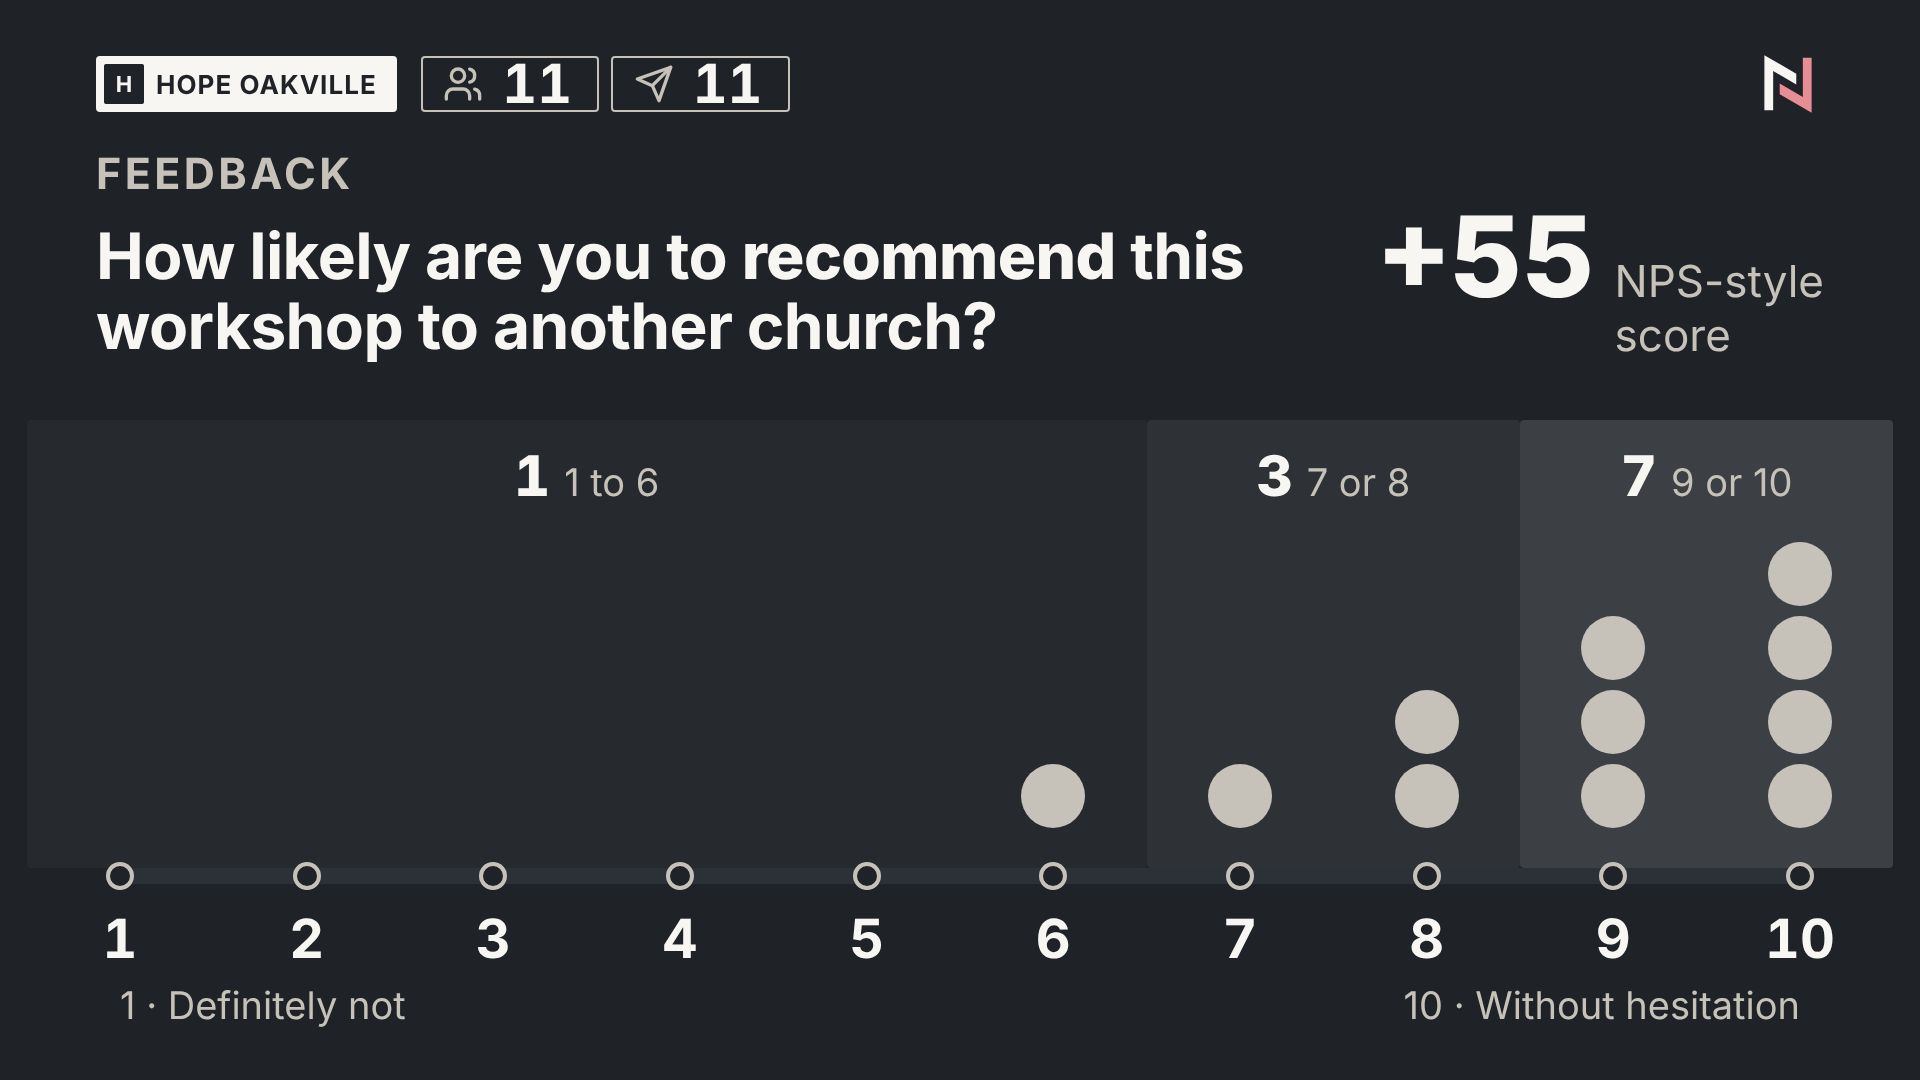 H HOPE OAKVILLE 11 11
FEEDBACK
How likely are you to recommend this
workshop to another church?
+55 NPS-style
score
1 1 to 6
3 7 or 8
7 9 or 10
1 2 3 4 5 6 7 8 9 10
1 · Definitely not
10 · Without hesitation